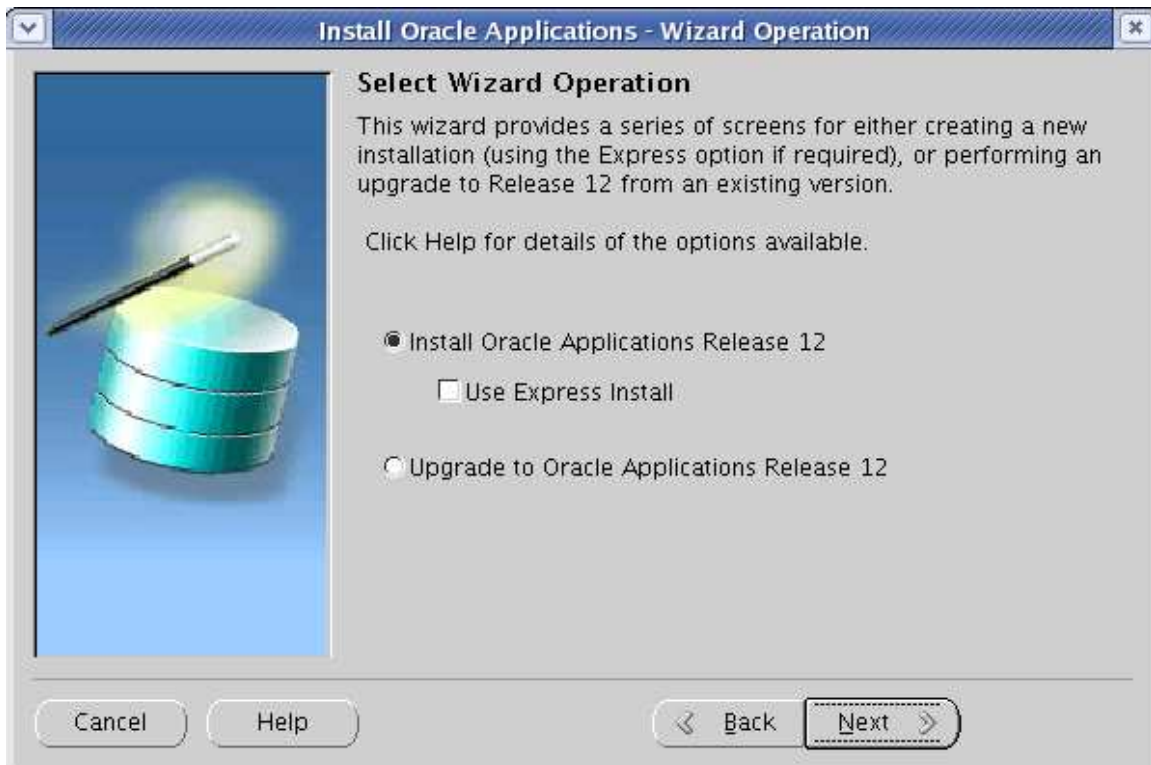 Install Oracle Applications - Wizard Operation
Select Wizard Operation
This wizard provides a series of screens for either creating a new
installation (using the Express option if required), or performing an
upgrade to Release 12 from an existing version.
Click Help for details of the options available.
Install Oracle Applications Release 12
Use Express Install
Upgrade to Oracle Applications Release 12
Cancel
Help
Back
Next